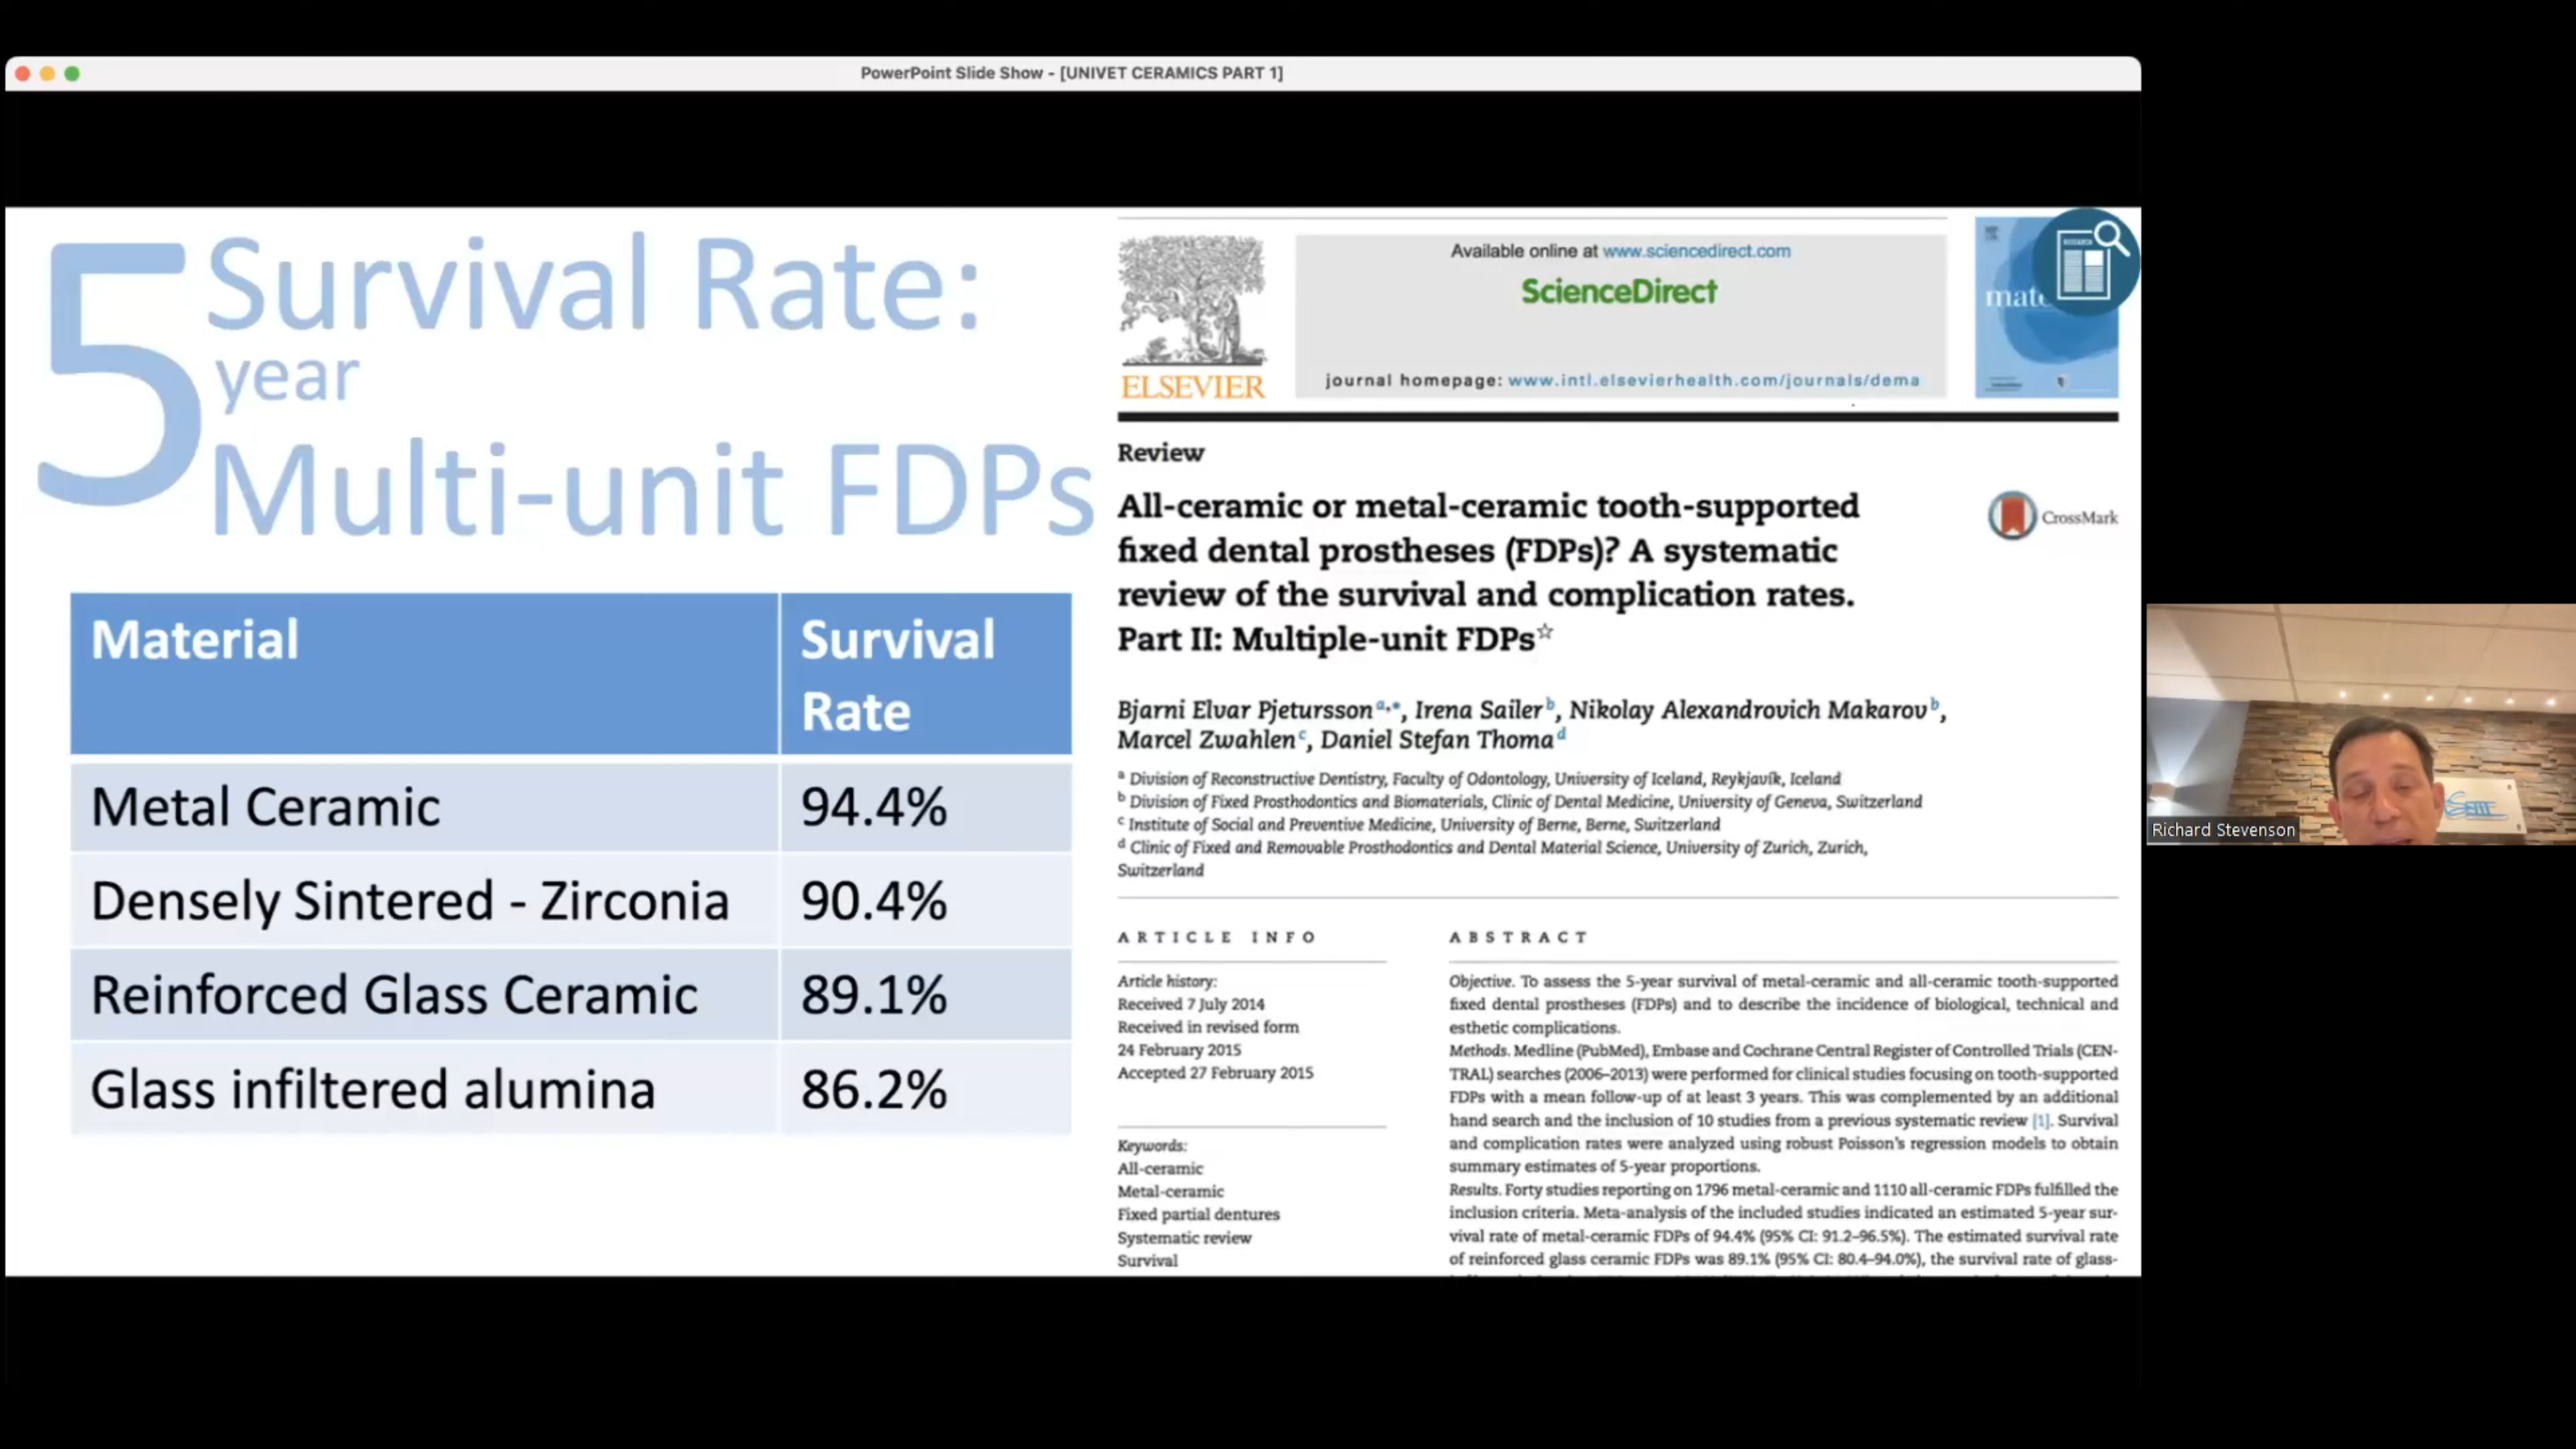 PowerPoint Slide Show - [UNIVET CERAMICS PART 1]
5 Survival Rate:
year
Multi-unit FDPs
Material Survival Rate
Metal Ceramic 94.4%
Densely Sintered - Zirconia 90.4%
Reinforced Glass Ceramic 89.1%
Glass infiltered alumina 86.2%
ELSEVIER
Available online at www.sciencedirect.com
ScienceDirect
journal homepage: www.intl.elsevierhealth.com/journals/dema
RESEARCH
Review
All-ceramic or metal-ceramic tooth-supported
fixed dental prostheses (FDPs)? A systematic
review of the survival and complication rates.
Part II: Multiple-unit FDPs☆
CrossMark
Bjarni Elvar Pjetursson a,*, Irena Sailer b, Nikolay Alexandrovich Makarov b,
Marcel Zwahlen c, Daniel Stefan Thoma d
a Division of Reconstructive Dentistry, Faculty of Odontology, University of Iceland, Reykjavík, Iceland
b Division of Fixed Prosthodontics and Biomaterials, Clinic of Dental Medicine, University of Geneva, Switzerland
c Institute of Social and Preventive Medicine, University of Berne, Berne, Switzerland
d Clinic of Fixed and Removable Prosthodontics and Dental Material Science, University of Zurich, Zurich,
Switzerland
ARTICLE INFO
Article history:
Received 7 July 2014
Received in revised form
24 February 2015
Accepted 27 February 2015
Keywords:
All-ceramic
Metal-ceramic
Fixed partial dentures
Systematic review
Survival
ABSTRACT
Objective. To assess the 5-year survival of metal-ceramic and all-ceramic tooth-supported
fixed dental prostheses (FDPs) and to describe the incidence of biological, technical and
esthetic complications.
Methods. Medline (PubMed), Embase and Cochrane Central Register of Controlled Trials (CEN-
TRAL) searches (2006–2013) were performed for clinical studies focusing on tooth-supported
FDPs with a mean follow-up of at least 3 years. This was complemented by an additional
hand search and the inclusion of 10 studies from a previous systematic review [1]. Survival
and complication rates were analyzed using robust Poisson's regression models to obtain
summary estimates of 5-year proportions.
Results. Forty studies reporting on 1796 metal-ceramic and 1110 all-ceramic FDPs fulfilled the
inclusion criteria. Meta-analysis of the included studies indicated an estimated 5-year sur-
vival rate of metal-ceramic FDPs of 94.4% (95% CI: 91.2–96.5%). The estimated survival rate
of reinforced glass ceramic FDPs was 89.1% (95% CI: 80.4–94.0%), the survival rate of glass-
Richard Stevenson